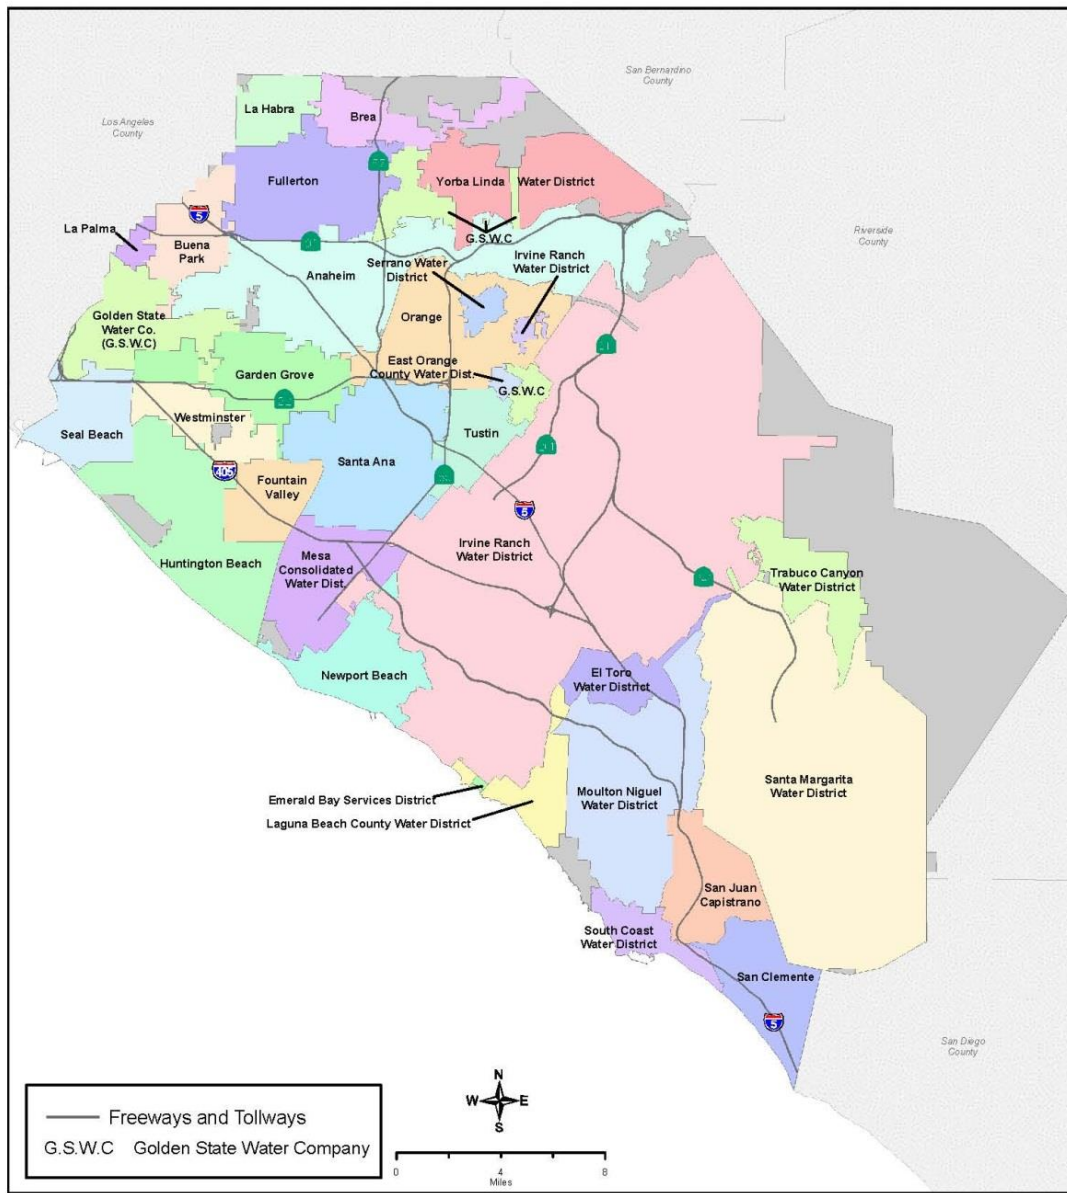 San Bernardino
County
Los Angeles
County
La Habra
Brea
Fullerton
Yorba Linda
Water District
La Palma
5
G.S.W.C
Riverside
County
Buena
Park
Anaheim
Serrano Water
District
Irvine Ranch
Water District
Golden State
Water Co.
(G.S.W.C)
Orange
East Orange
County Water Dist.
G.S.W.C
Garden Grove
Westminster
Seal Beach
Tustin
Santa Ana
405
Fountain
Valley
5
Irvine Ranch
Water District
Huntington Beach
Mesa
Consolidated
Water Dist.
Trabuco Canyon
Water District
Newport Beach
El Toro
Water District
Santa Margarita
Water District
Emerald Bay Services District
Moulton Niguel
Water District
Laguna Beach County Water District
San Juan
Capistrano
South Coast
Water District
San Clemente
5
San Diego
County
N
W
E
S
Freeways and Tollways
G.S.W.C Golden State Water Company
0 4 8
Miles